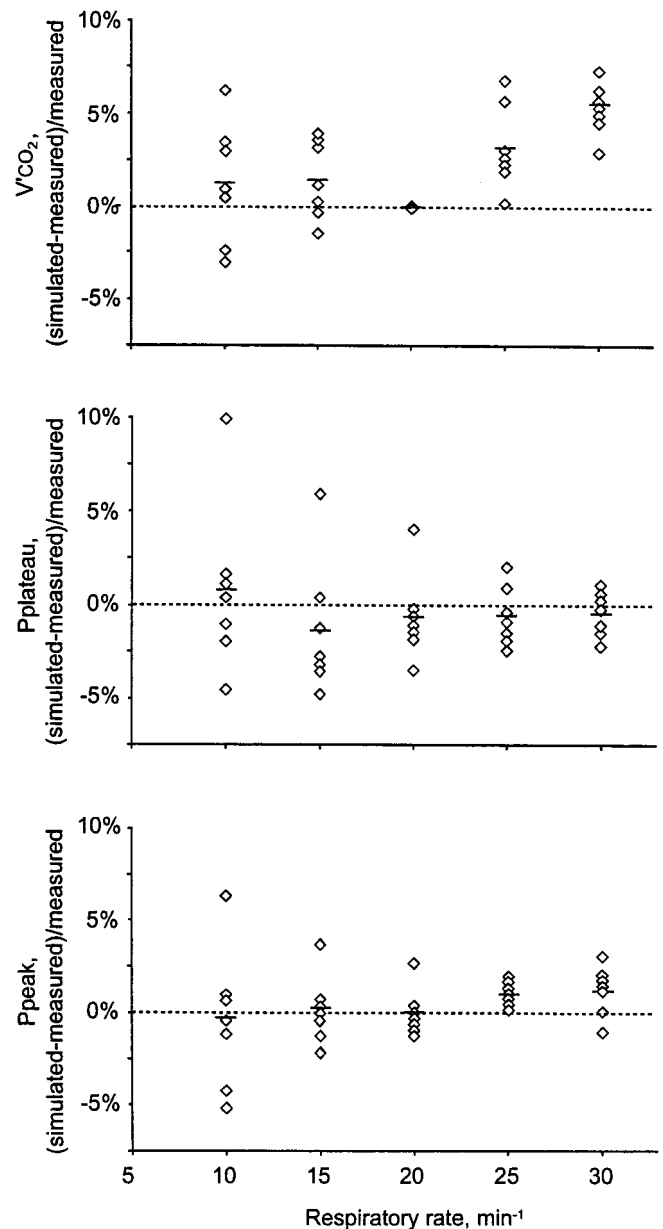 10%
5%
0%
-5%
V'CO₂,
(simulated-measured)/measured
10%
5%
0%
-5%
Pplateau,
(simulated-measured)/measured
10%
5%
0%
-5%
Ppeak,
(simulated-measured)/measured
5 10 15 20 25 30
Respiratory rate, min⁻¹